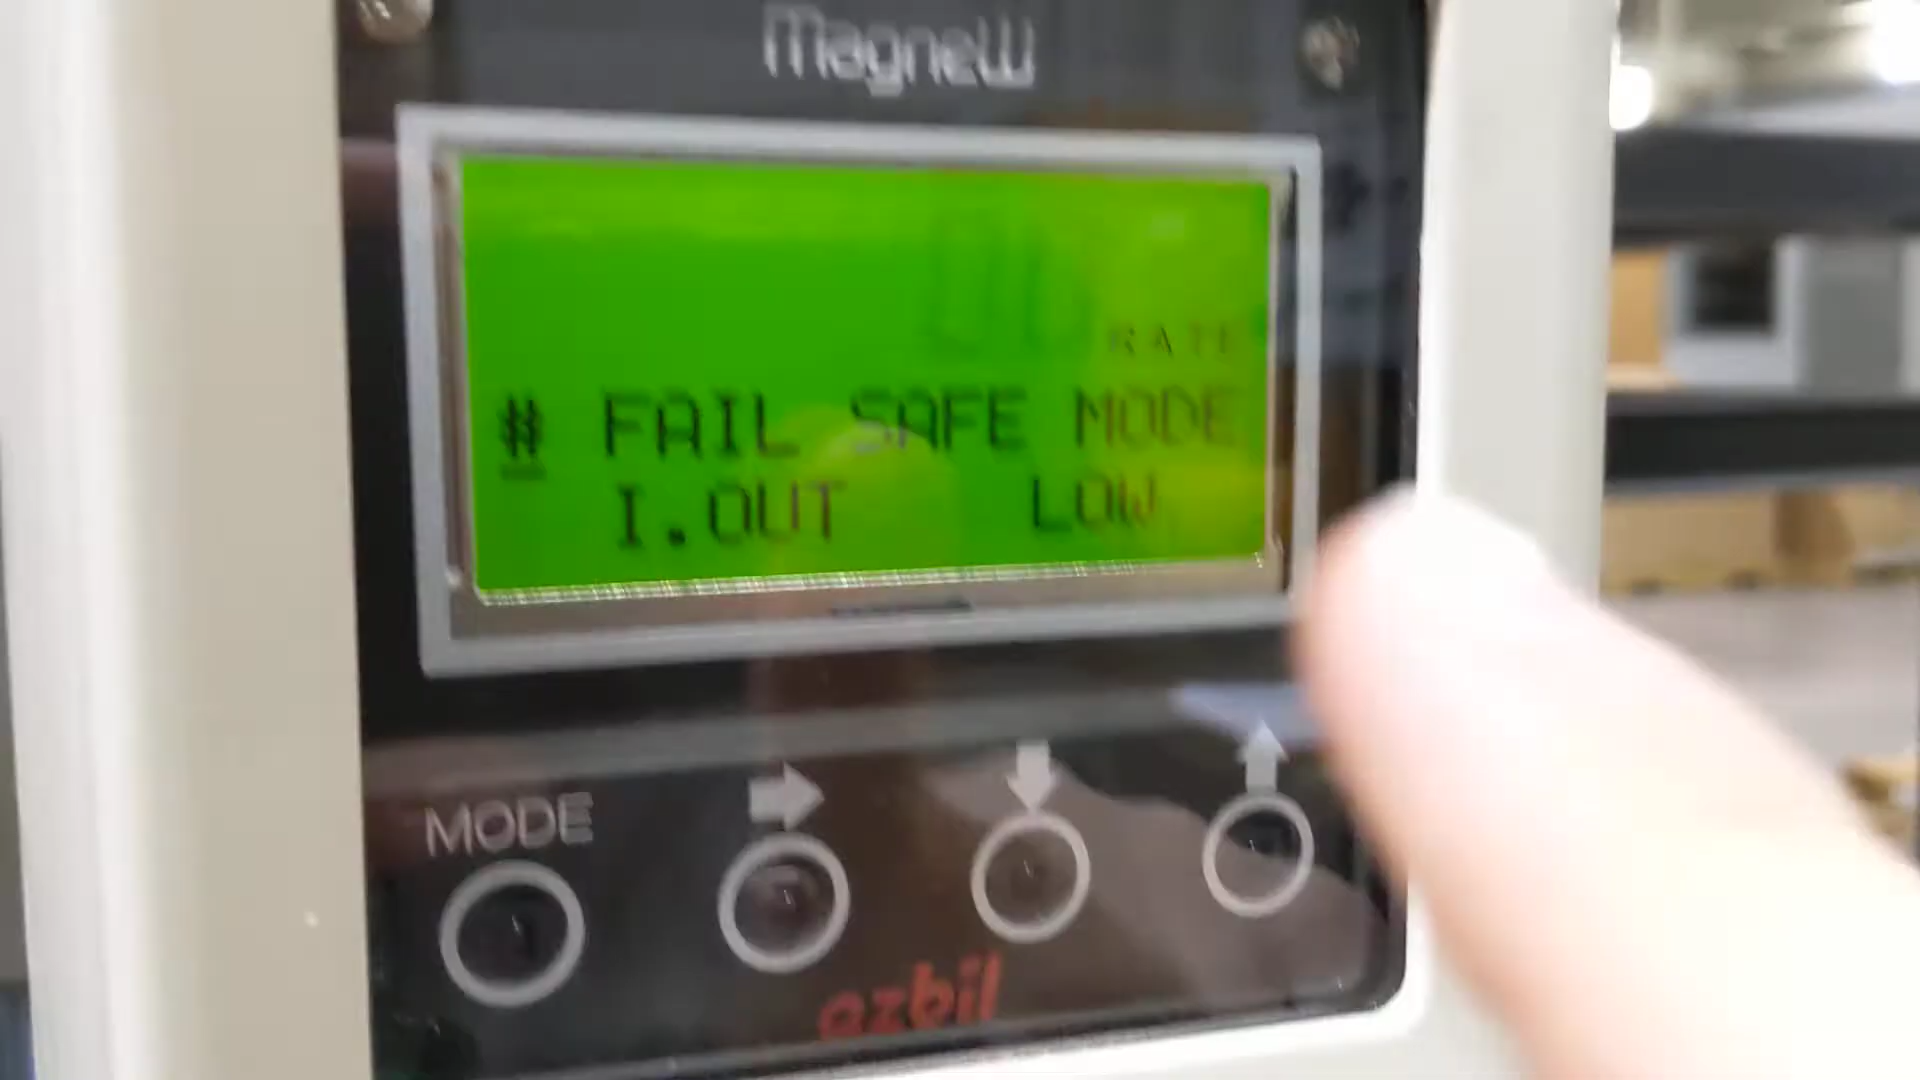 MagneW
RATE
# FAIL SAFE MODE
I.OUT LOW
MODE
azbil